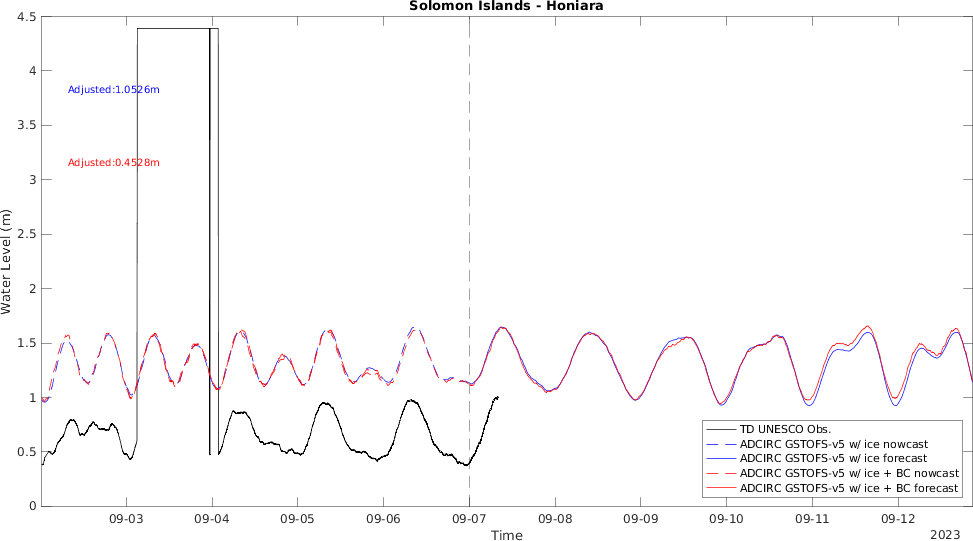 Solomon Islands - Honiara
4.5
4
3.5
3
2.5
2
1.5
1
0.5
0
Water Level (m)
Adjusted:1.0526m
Adjusted:0.4528m
TD UNESCO Obs.
ADCIRC GSTOFS-v5 w/ ice nowcast
ADCIRC GSTOFS-v5 w/ ice forecast
ADCIRC GSTOFS-v5 w/ ice + BC nowcast
ADCIRC GSTOFS-v5 w/ ice + BC forecast
09-03 09-04 09-05 09-06 09-07 09-08 09-09 09-10 09-11 09-12
Time
2023